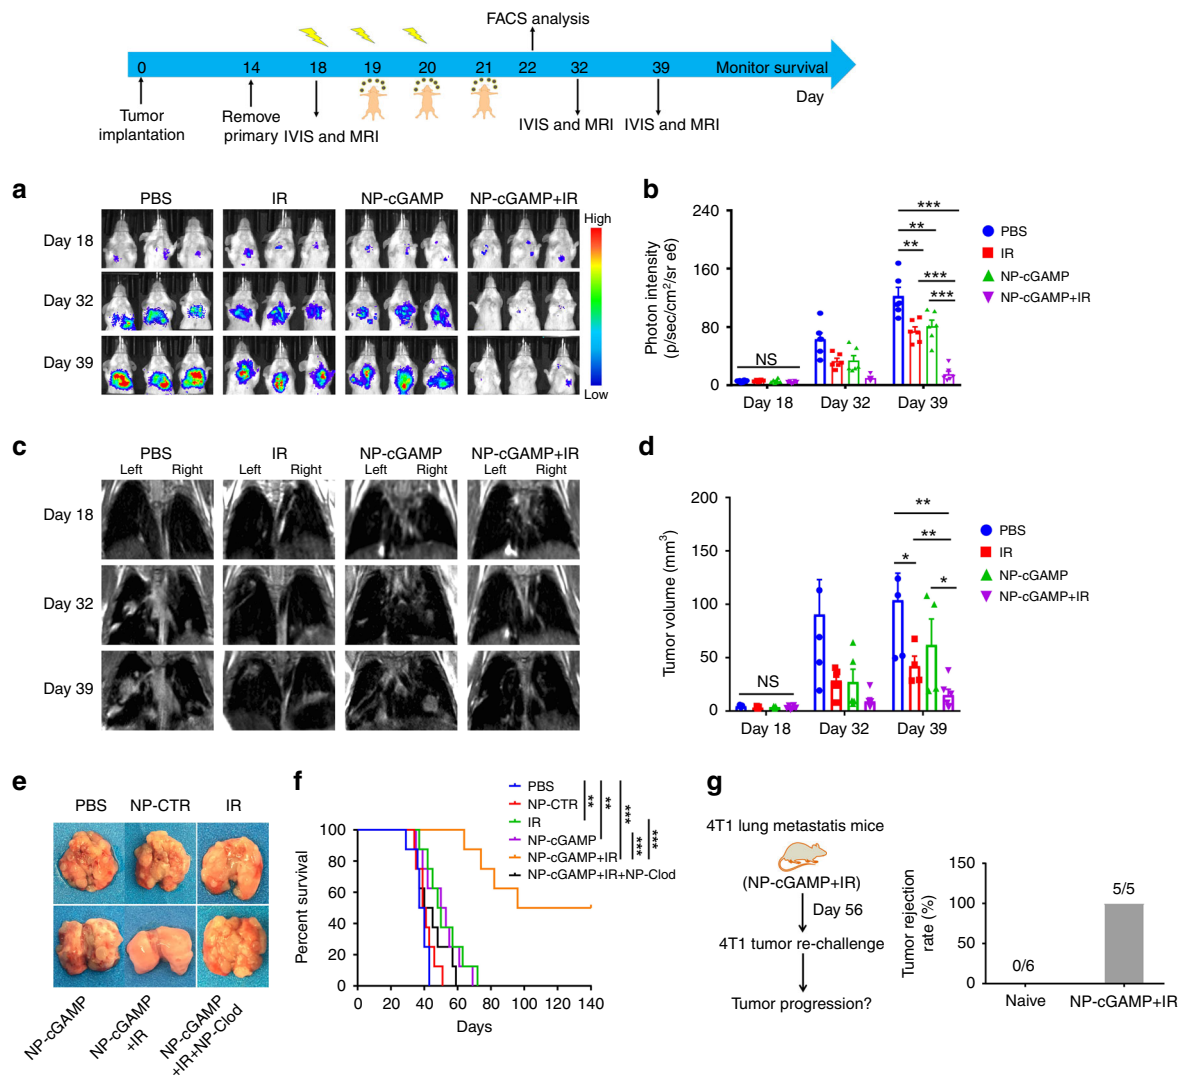 FACS analysis
0 14 18 19 20 21 22 32 39 Monitor survival
Day
Tumor
implantation
Remove
primary
IVIS and MRI
IVIS and MRI
IVIS and MRI
a
PBS IR NP-cGAMP NP-cGAMP+IR
High
Day 18
Day 32
Day 39
Low
b
Photon intensity
(p/sec/cm2/sr e6)
240
160
80
0
NS
**
**
***
***
***
Day 18 Day 32 Day 39
PBS
IR
NP-cGAMP
NP-cGAMP+IR
c
PBS IR NP-cGAMP NP-cGAMP+IR
Left Right Left Right Left Right Left Right
Day 18
Day 32
Day 39
d
Tumor volume (mm3)
200
150
100
50
0
NS
**
**
*
*
Day 18 Day 32 Day 39
PBS
IR
NP-cGAMP
NP-cGAMP+IR
e
PBS NP-CTR IR
NP-cGAMP
NP-cGAMP
+IR
NP-cGAMP
+IR+NP-Clod
f
PBS
NP-CTR
IR
NP-cGAMP
NP-cGAMP+IR
NP-cGAMP+IR+NP-Clod
**
**
***
***
***
Percent survival
100
80
60
40
20
0
0 20 40 60 80 100 120 140
Days
g
4T1 lung metastatis mice
(NP-cGAMP+IR)
Day 56
4T1 tumor re-challenge
Tumor progression?
Tumor rejection
rate (%)
150
100
50
0
0/6
5/5
Naive NP-cGAMP+IR